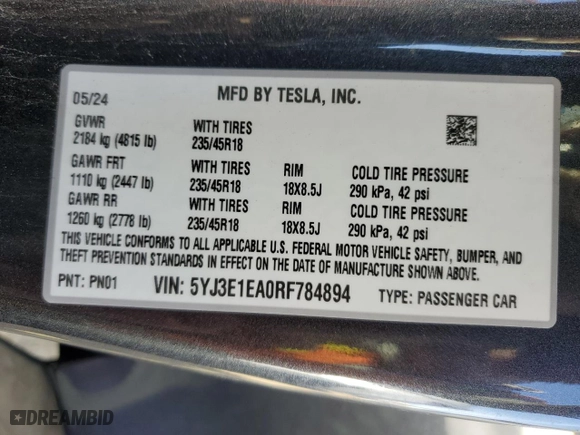 MFD BY TESLA, INC.
05/24
GVWR
2184 kg (4815 lb)
WITH TIRES
235/45R18
GAWR FRT
1110 kg (2447 lb)
WITH TIRES
235/45R18
RIM
18X8.5J
COLD TIRE PRESSURE
290 kPa, 42 psi
GAWR RR
1260 kg (2778 lb)
WITH TIRES
235/45R18
RIM
18X8.5J
COLD TIRE PRESSURE
290 kPa, 42 psi
THIS VEHICLE CONFORMS TO ALL APPLICABLE U.S. FEDERAL MOTOR VEHICLE SAFETY, BUMPER, AND
THEFT PREVENTION STANDARDS IN EFFECT ON THE DATE OF MANUFACTURE SHOWN ABOVE.
PNT: PN01
VIN: 5YJ3E1EA0RF784894
TYPE: PASSENGER CAR
DREAMBID